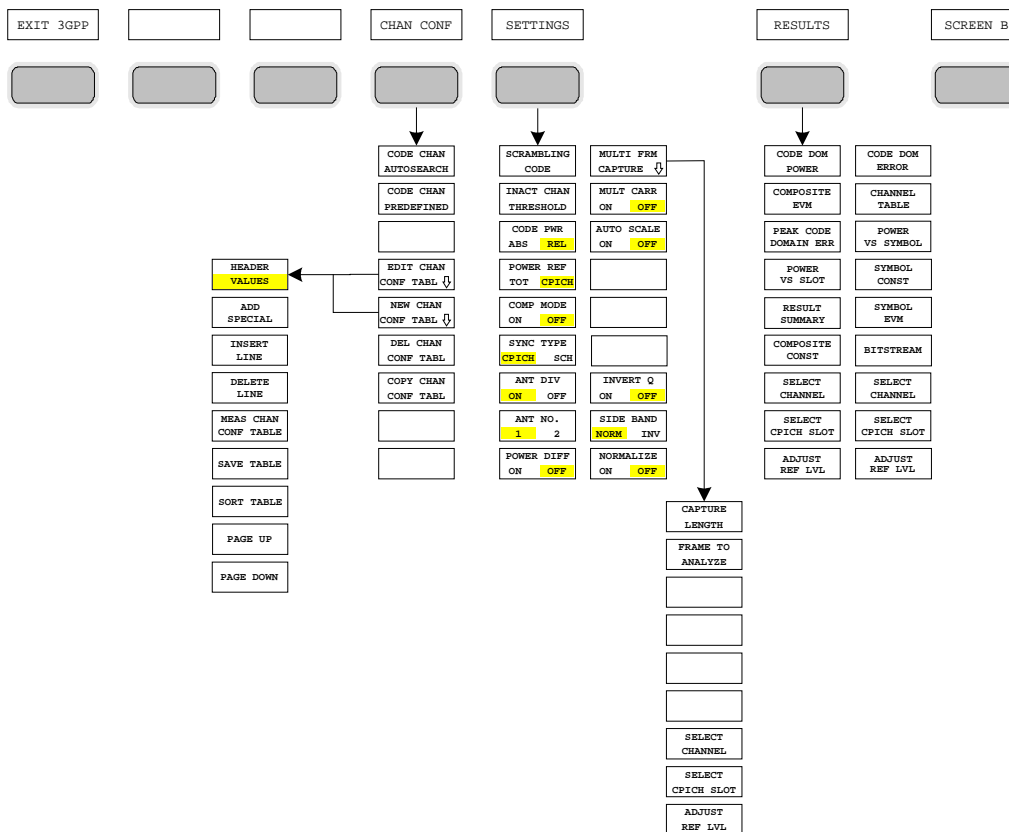 EXIT 3GPP
CHAN CONF
SETTINGS
RESULTS
SCREEN B
CODE CHAN
AUTOSEARCH
CODE CHAN
PREDEFINED
EDIT CHAN
CONF TABL
NEW CHAN
CONF TABL
DEL CHAN
CONF TABL
COPY CHAN
CONF TABL
HEADER
VALUES
ADD
SPECIAL
INSERT
LINE
DELETE
LINE
MEAS CHAN
CONF TABLE
SAVE TABLE
SORT TABLE
PAGE UP
PAGE DOWN
SCRAMBLING
CODE
INACT CHAN
THRESHOLD
CODE PWR
ABS REL
POWER REF
TOT CPICH
COMP MODE
ON OFF
SYNC TYPE
CPICH SCH
ANT DIV
ON OFF
ANT NO.
1 2
POWER DIFF
ON OFF
MULTI FRM
CAPTURE
MULT CARR
ON OFF
AUTO SCALE
ON OFF
INVERT Q
ON OFF
SIDE BAND
NORM INV
NORMALIZE
ON OFF
CAPTURE
LENGTH
FRAME TO
ANALYZE
SELECT
CHANNEL
SELECT
CPICH SLOT
ADJUST
REF LVL
CODE DOM
POWER
COMPOSITE
EVM
PEAK CODE
DOMAIN ERR
POWER
VS SLOT
RESULT
SUMMARY
COMPOSITE
CONST
SELECT
CHANNEL
SELECT
CPICH SLOT
ADJUST
REF LVL
CODE DOM
ERROR
CHANNEL
TABLE
POWER
VS SYMBOL
SYMBOL
CONST
SYMBOL
EVM
BITSTREAM
SELECT
CHANNEL
SELECT
CPICH SLOT
ADJUST
REF LVL